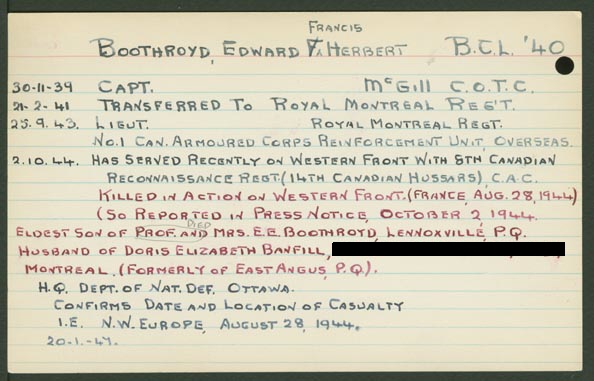 FRANCIS
BOOTHROYD, EDWARD F. HERBERT B.C.L. '40
30-11-39 CAPT. McGILL C.O.T.C.
21-2-41 TRANSFERRED TO ROYAL MONTREAL REG'T.
25.9.43. LIEUT. ROYAL MONTREAL REGT.
No.1 CAN. ARMOURED CORPS REINFORCEMENT UNIT, OVERSEAS.
2.10.44. HAS SERVED RECENTLY ON WESTERN FRONT WITH 8TH CANADIAN
RECONNAISSANCE REGT. (14TH CANADIAN HUSSARS), C.A.C.
KILLED IN ACTION ON WESTERN FRONT. (FRANCE, AUG. 28, 1944)
(SO REPORTED IN PRESS NOTICE, OCTOBER 2, 1944.
DIED
ELDEST SON OF PROF. AND MRS. E.E. BOOTHROYD, LENNOXVILLE, P.Q.
HUSBAND OF DORIS ELIZABETH BANFILL,
MONTREAL. (FORMERLY OF EAST ANGUS, P.Q.).
H.Q. DEPT. OF NAT. DEF. OTTAWA.
CONFIRMS DATE AND LOCATION OF CASUALTY
I.E. N.W. EUROPE, AUGUST 28, 1944.
20-1.-47.